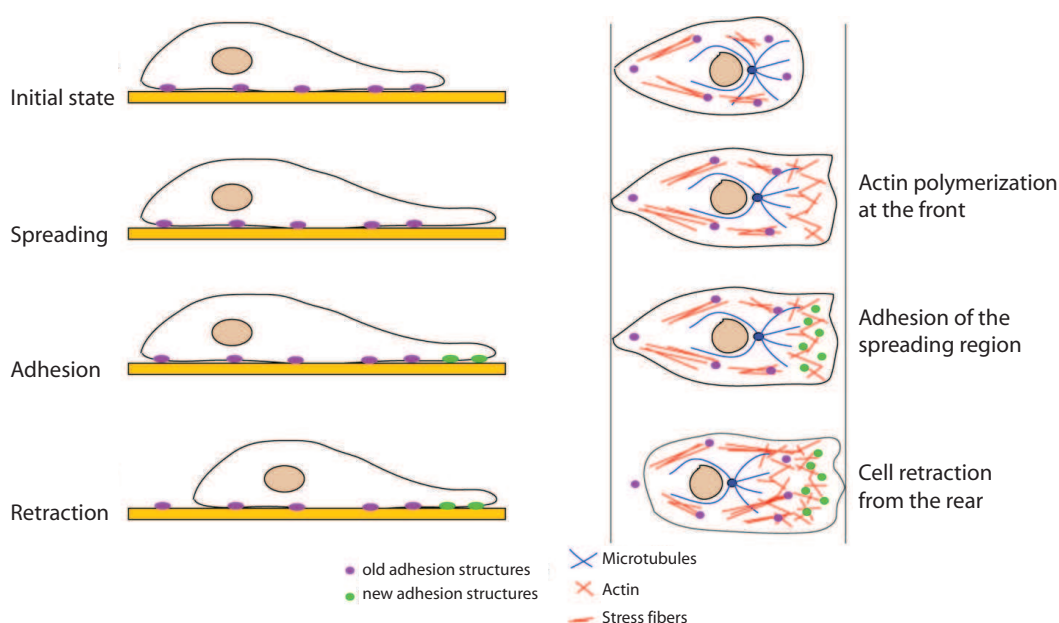 Initial state
Spreading
Actin polymerization
at the front
Adhesion
Adhesion of the
spreading region
Retraction
Cell retraction
from the rear
old adhesion structures
new adhesion structures
Microtubules
Actin
Stress fibers